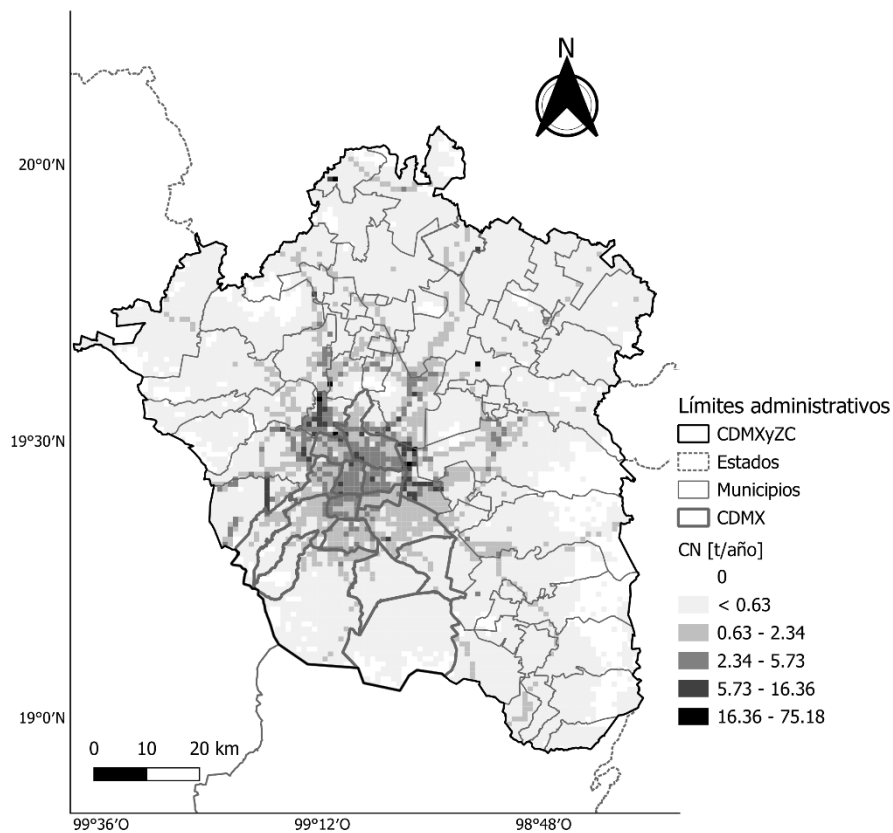 N
20°0′N
19°30′N
19°0′N
0 10 20 km
99°36′O 99°12′O 98°48′O
Límites administrativos
CDMXyZC
Estados
Municipios
CDMX
CN [t/año]
0
< 0.63
0.63 - 2.34
2.34 - 5.73
5.73 - 16.36
16.36 - 75.18